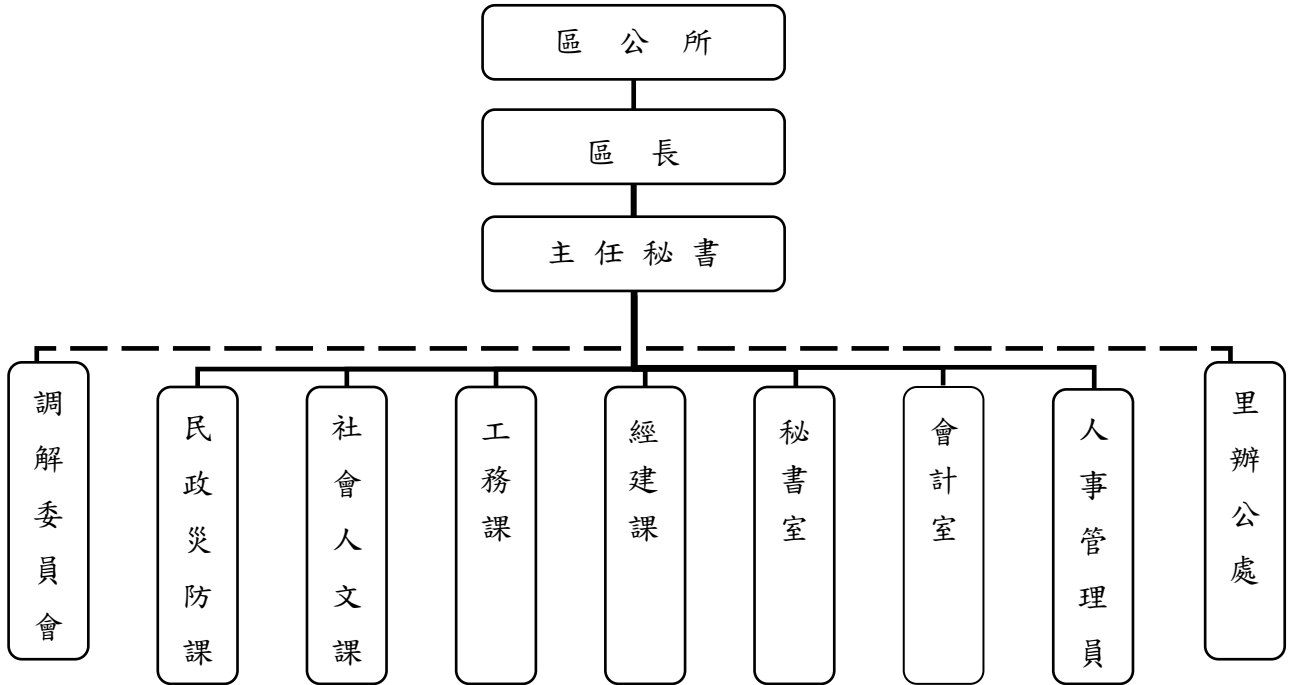 區公所
區長
主任秘書
調解委員會
民政災防課
社會人文課
工務課
經建課
秘書室
會計室
人事管理員
里辦公處